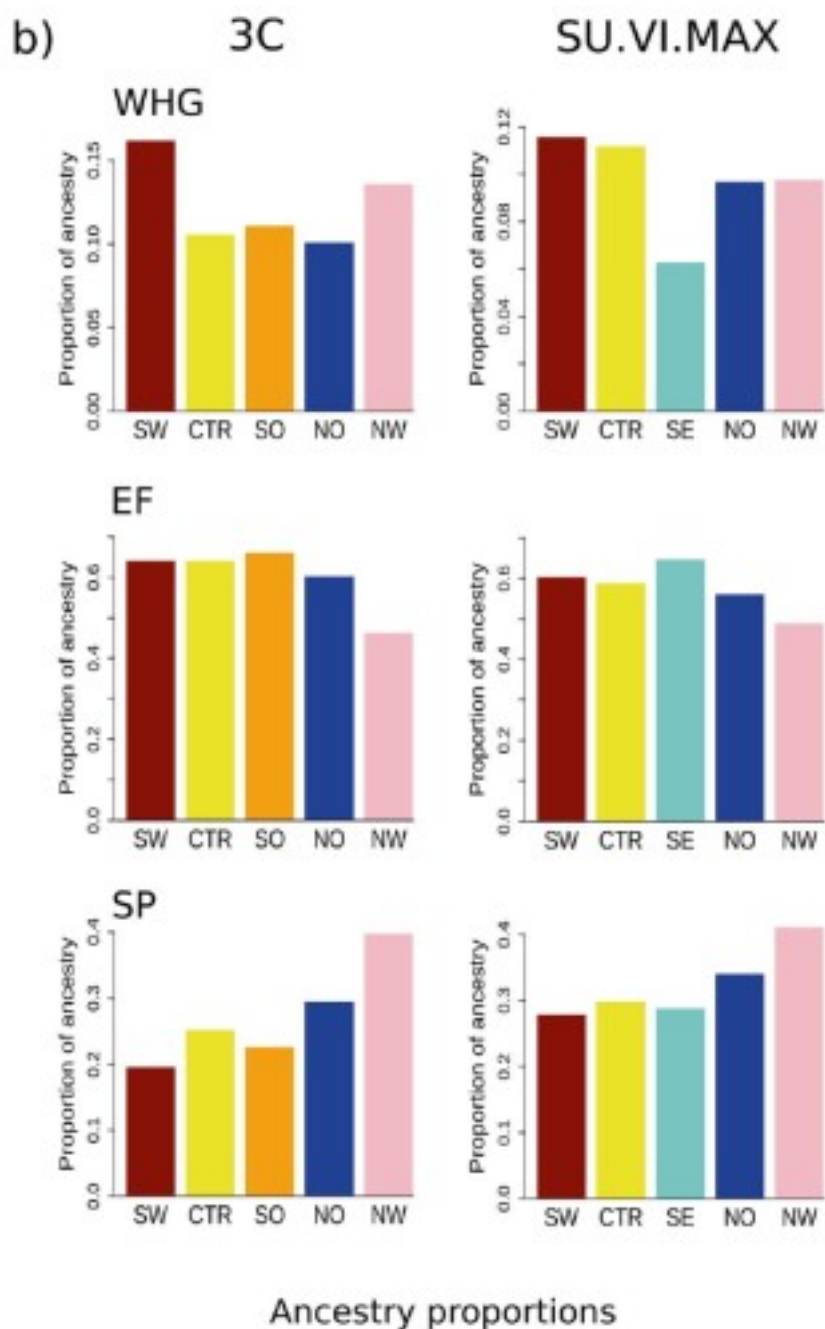 b) 3C SU.VI.MAX
WHG
Proportion of ancestry
0.00 0.05 0.10 0.15
SW CTR SO NO NW
Proportion of ancestry
0.00 0.04 0.08 0.12
SW CTR SE NO NW
EF
Proportion of ancestry
0.0 0.2 0.4 0.6
SW CTR SO NO NW
Proportion of ancestry
0.0 0.2 0.4 0.6
SW CTR SE NO NW
SP
Proportion of ancestry
0.0 0.1 0.2 0.3 0.4
SW CTR SO NO NW
Proportion of ancestry
0.0 0.1 0.2 0.3 0.4
SW CTR SE NO NW
Ancestry proportions